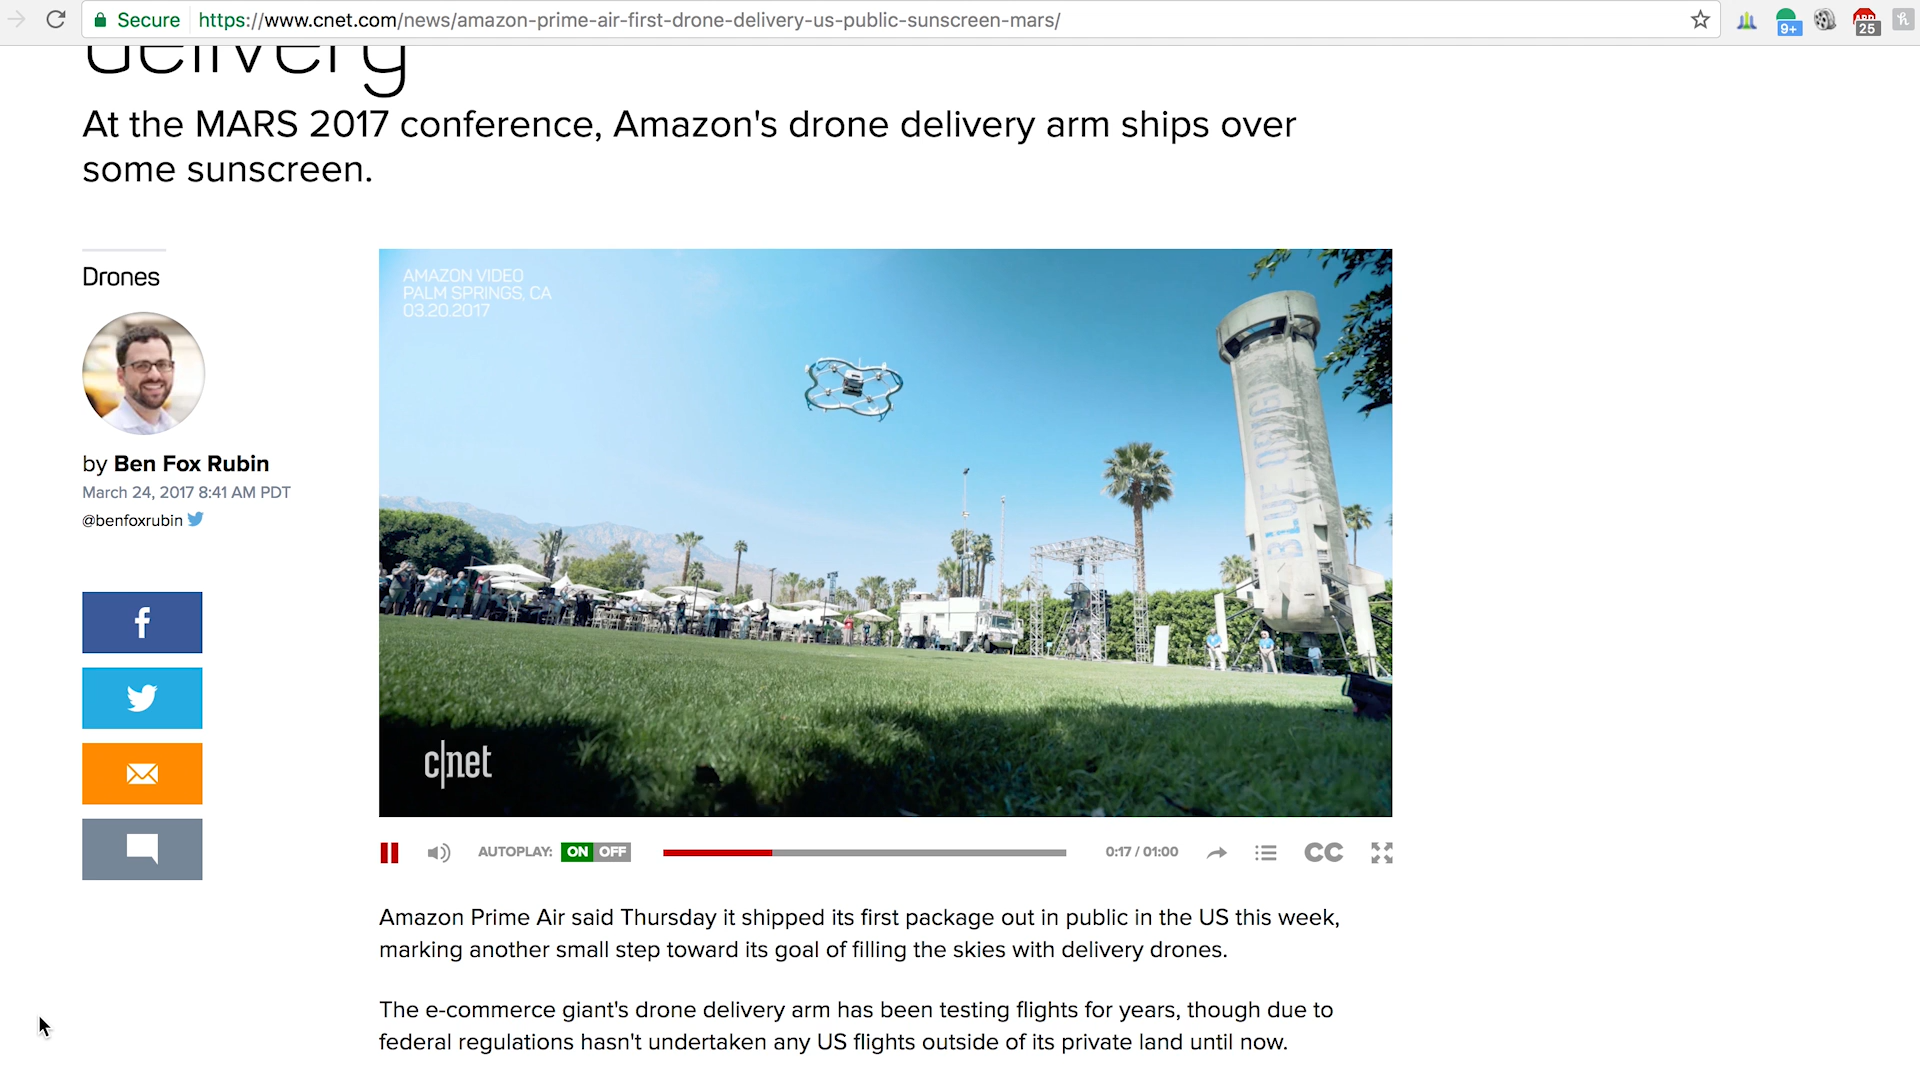 Secure
https://www.cnet.com/news/amazon-prime-air-first-drone-delivery-us-public-sunscreen-mars/
9+
ABP
25
delivery
At the MARS 2017 conference, Amazon's drone delivery arm ships over
some sunscreen.
Drones
by Ben Fox Rubin
March 24, 2017 8:41 AM PDT
@benfoxrubin
f
AMAZON VIDEO
PALM SPRINGS, CA
03.20.2017
BLUE ORIGIN
c|net
AUTOPLAY: ON OFF
0:17 / 01:00
CC
Amazon Prime Air said Thursday it shipped its first package out in public in the US this week,
marking another small step toward its goal of filling the skies with delivery drones.
The e-commerce giant's drone delivery arm has been testing flights for years, though due to
federal regulations hasn't undertaken any US flights outside of its private land until now.